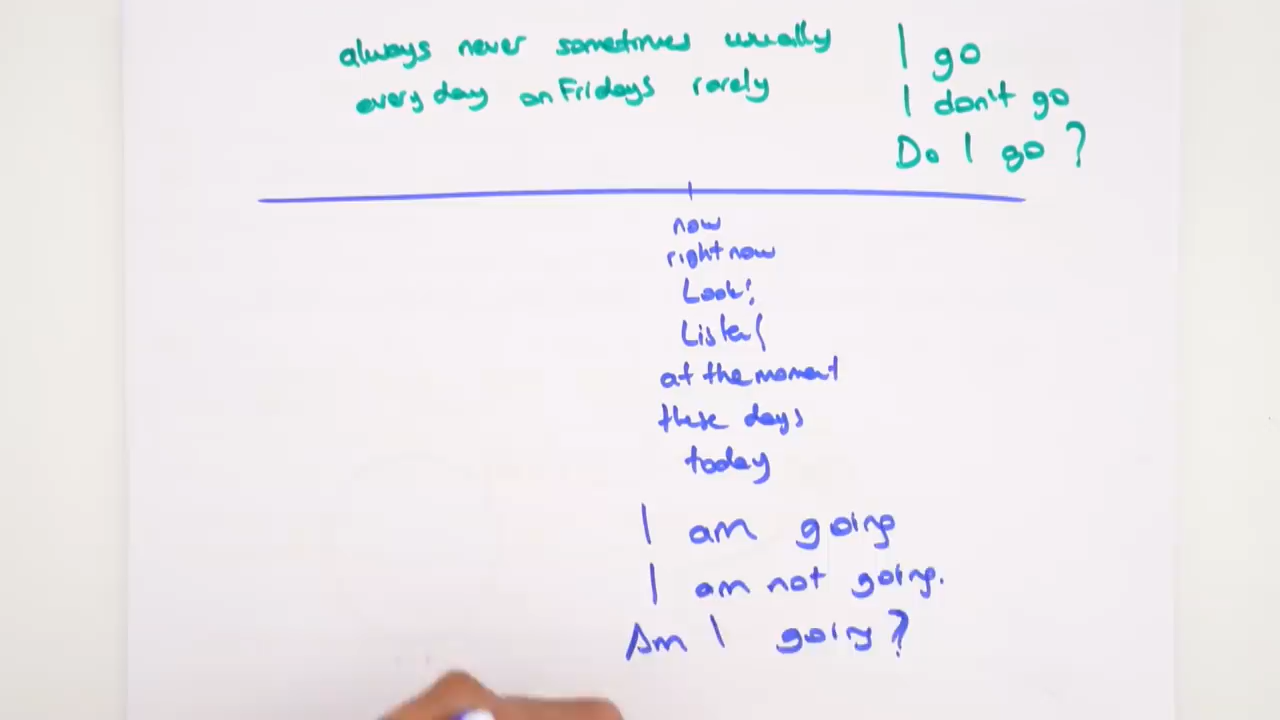 always never sometimes usually
every day on Fridays rarely
I go
I don't go
Do I go ?
now
right now
Look!
Listen!
at the moment
these days
today
I am going
I am not going.
Am I going?